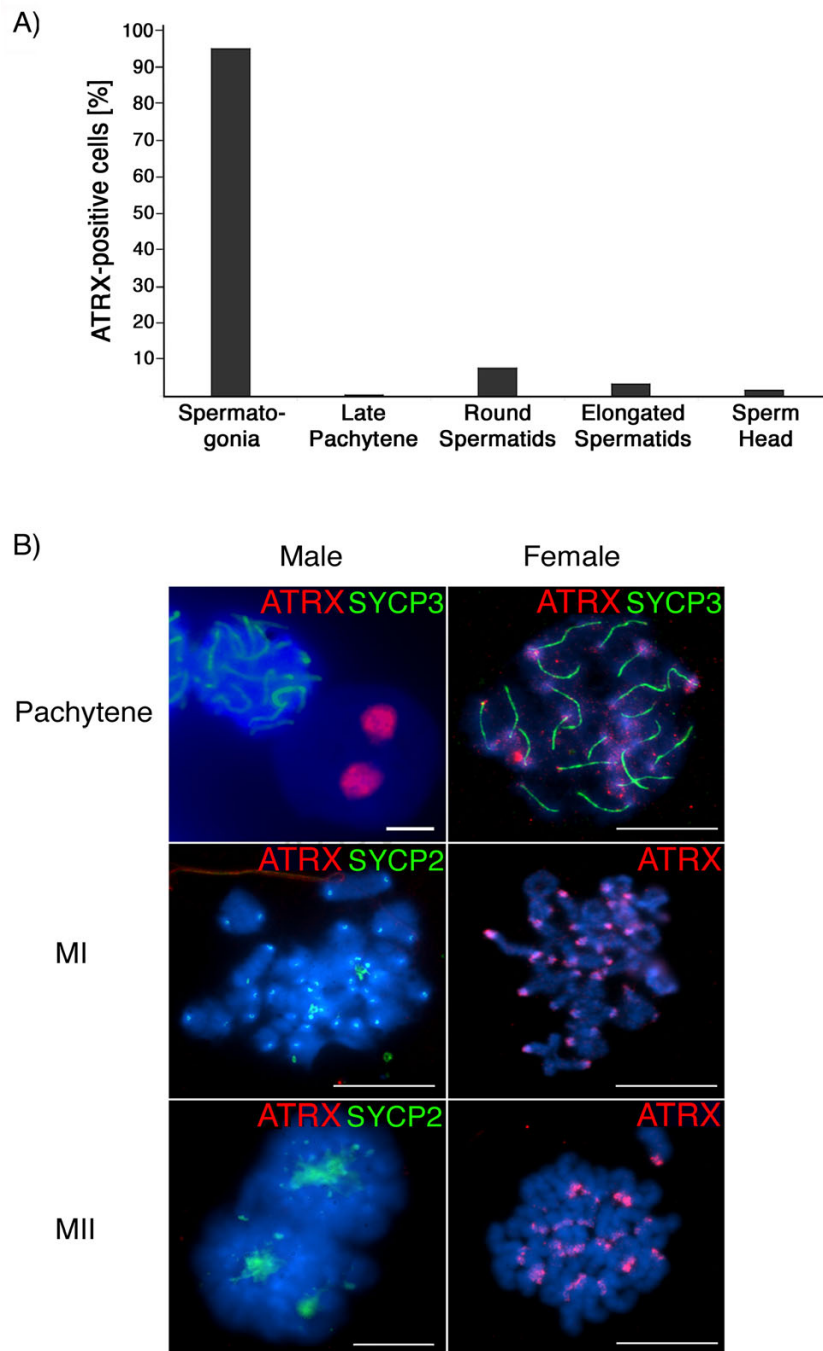 A)
ATRX-positive cells [%]
100
90
80
70
60
50
40
30
20
10
Spermato-
gonia
Late
Pachytene
Round
Spermatids
Elongated
Spermatids
Sperm
Head
B)
Male
Female
Pachytene
ATRX SYCP3
ATRX SYCP3
MI
ATRX SYCP2
ATRX
MII
ATRX SYCP2
ATRX